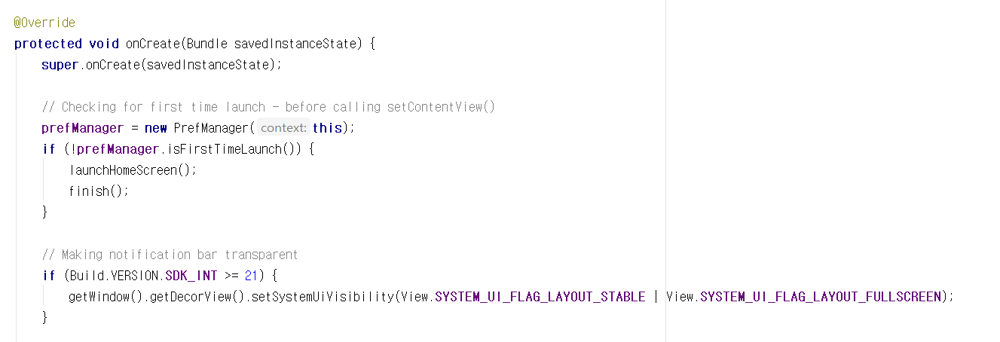 @Override
protected void onCreate(Bundle savedInstanceState) {
super.onCreate(savedInstanceState);
// Checking for first time launch - before calling setContentView()
prefManager = new PrefManager( context: this);
if (!prefManager.isFirstTimeLaunch()) {
launchHomeScreen();
finish();
}
// Making notification bar transparent
if (Build.VERSION.SDK_INT >= 21) {
getWindow().getDecorView().setSystemUiVisibility(View.SYSTEM_UI_FLAG_LAYOUT_STABLE | View.SYSTEM_UI_FLAG_LAYOUT_FULLSCREEN);
}